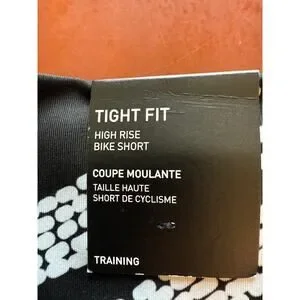 TIGHT FIT
HIGH RISE
BIKE SHORT
COUPE MOULANTE
TAILLE HAUTE
SHORT DE CYCLISME
TRAINING